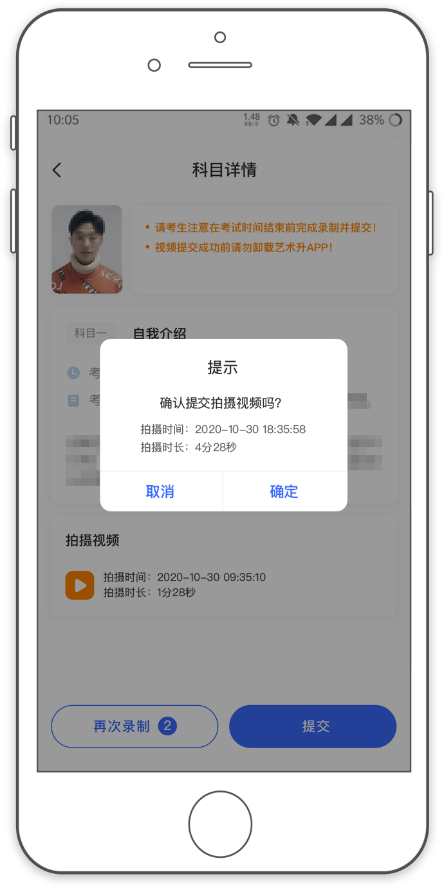 10:05
1.48
38%
科目详情
• 请考生注意在考试时间结束前完成录制并提交！
• 视频提交成功前请勿卸载艺术升APP！
科目一
自我介绍
考
考
提示
确认提交拍摄视频吗？
拍摄时间：2020-10-30 18:35:58
拍摄时长：4分28秒
取消
确定
拍摄视频
拍摄时间：2020-10-30 09:35:10
拍摄时长：1分28秒
再次录制 2
提交